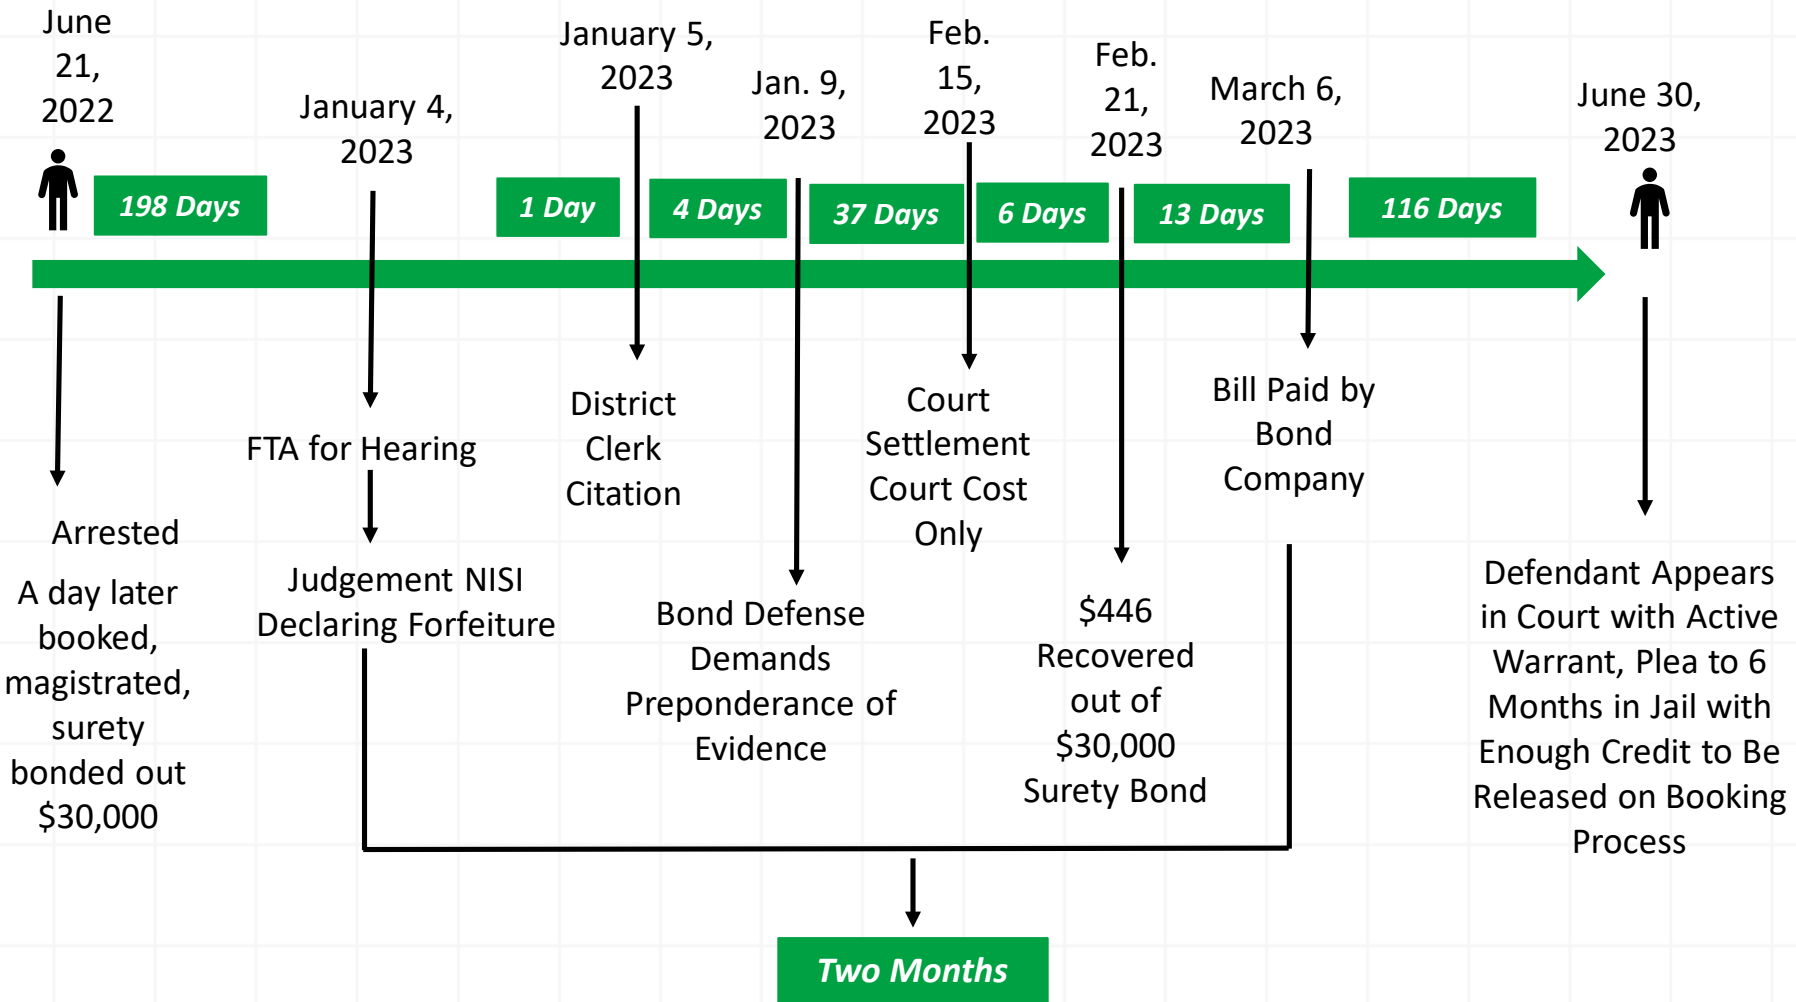 June
21,
2022
January 4,
2023
January 5,
2023
Jan. 9,
2023
Feb.
15,
2023
Feb.
21,
2023
March 6,
2023
June 30,
2023
198 Days
1 Day
4 Days
37 Days
6 Days
13 Days
116 Days
Arrested
A day later
booked,
magistrated,
surety
bonded out
$30,000
FTA for Hearing
Judgement NISI
Declaring Forfeiture
District
Clerk
Citation
Bond Defense
Demands
Preponderance of
Evidence
Court
Settlement
Court Cost
Only
$446
Recovered
out of
$30,000
Surety Bond
Bill Paid by
Bond
Company
Defendant Appears
in Court with Active
Warrant, Plea to 6
Months in Jail with
Enough Credit to Be
Released on Booking
Process
Two Months